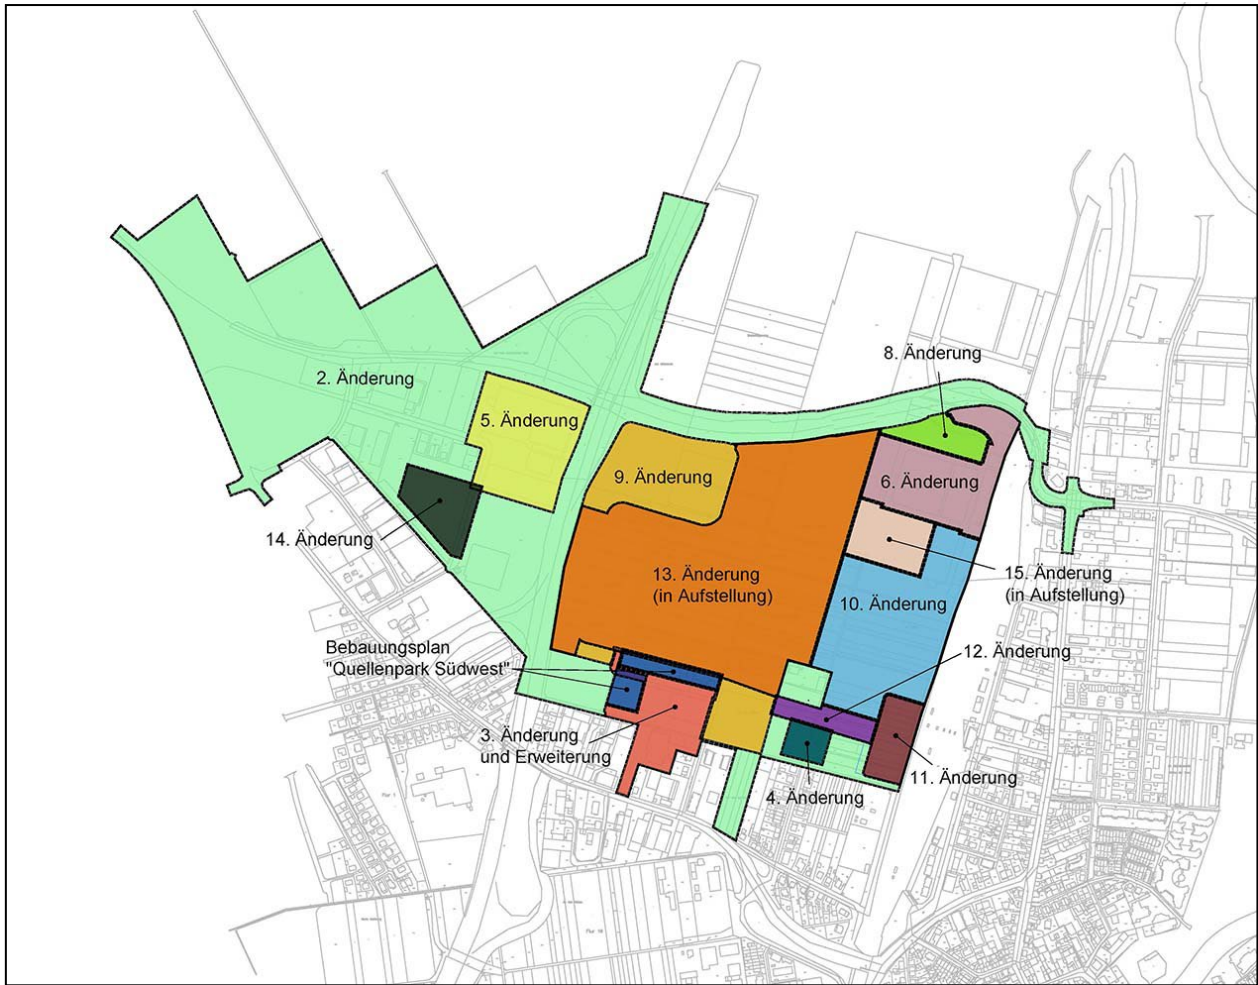 8. Änderung
2. Änderung
5. Änderung
9. Änderung
6. Änderung
14. Änderung
13. Änderung
(in Aufstellung)
15. Änderung
(in Aufstellung)
10. Änderung
Bebauungsplan
"Quellenpark Südwest"
12. Änderung
3. Änderung
und Erweiterung
11. Änderung
4. Änderung